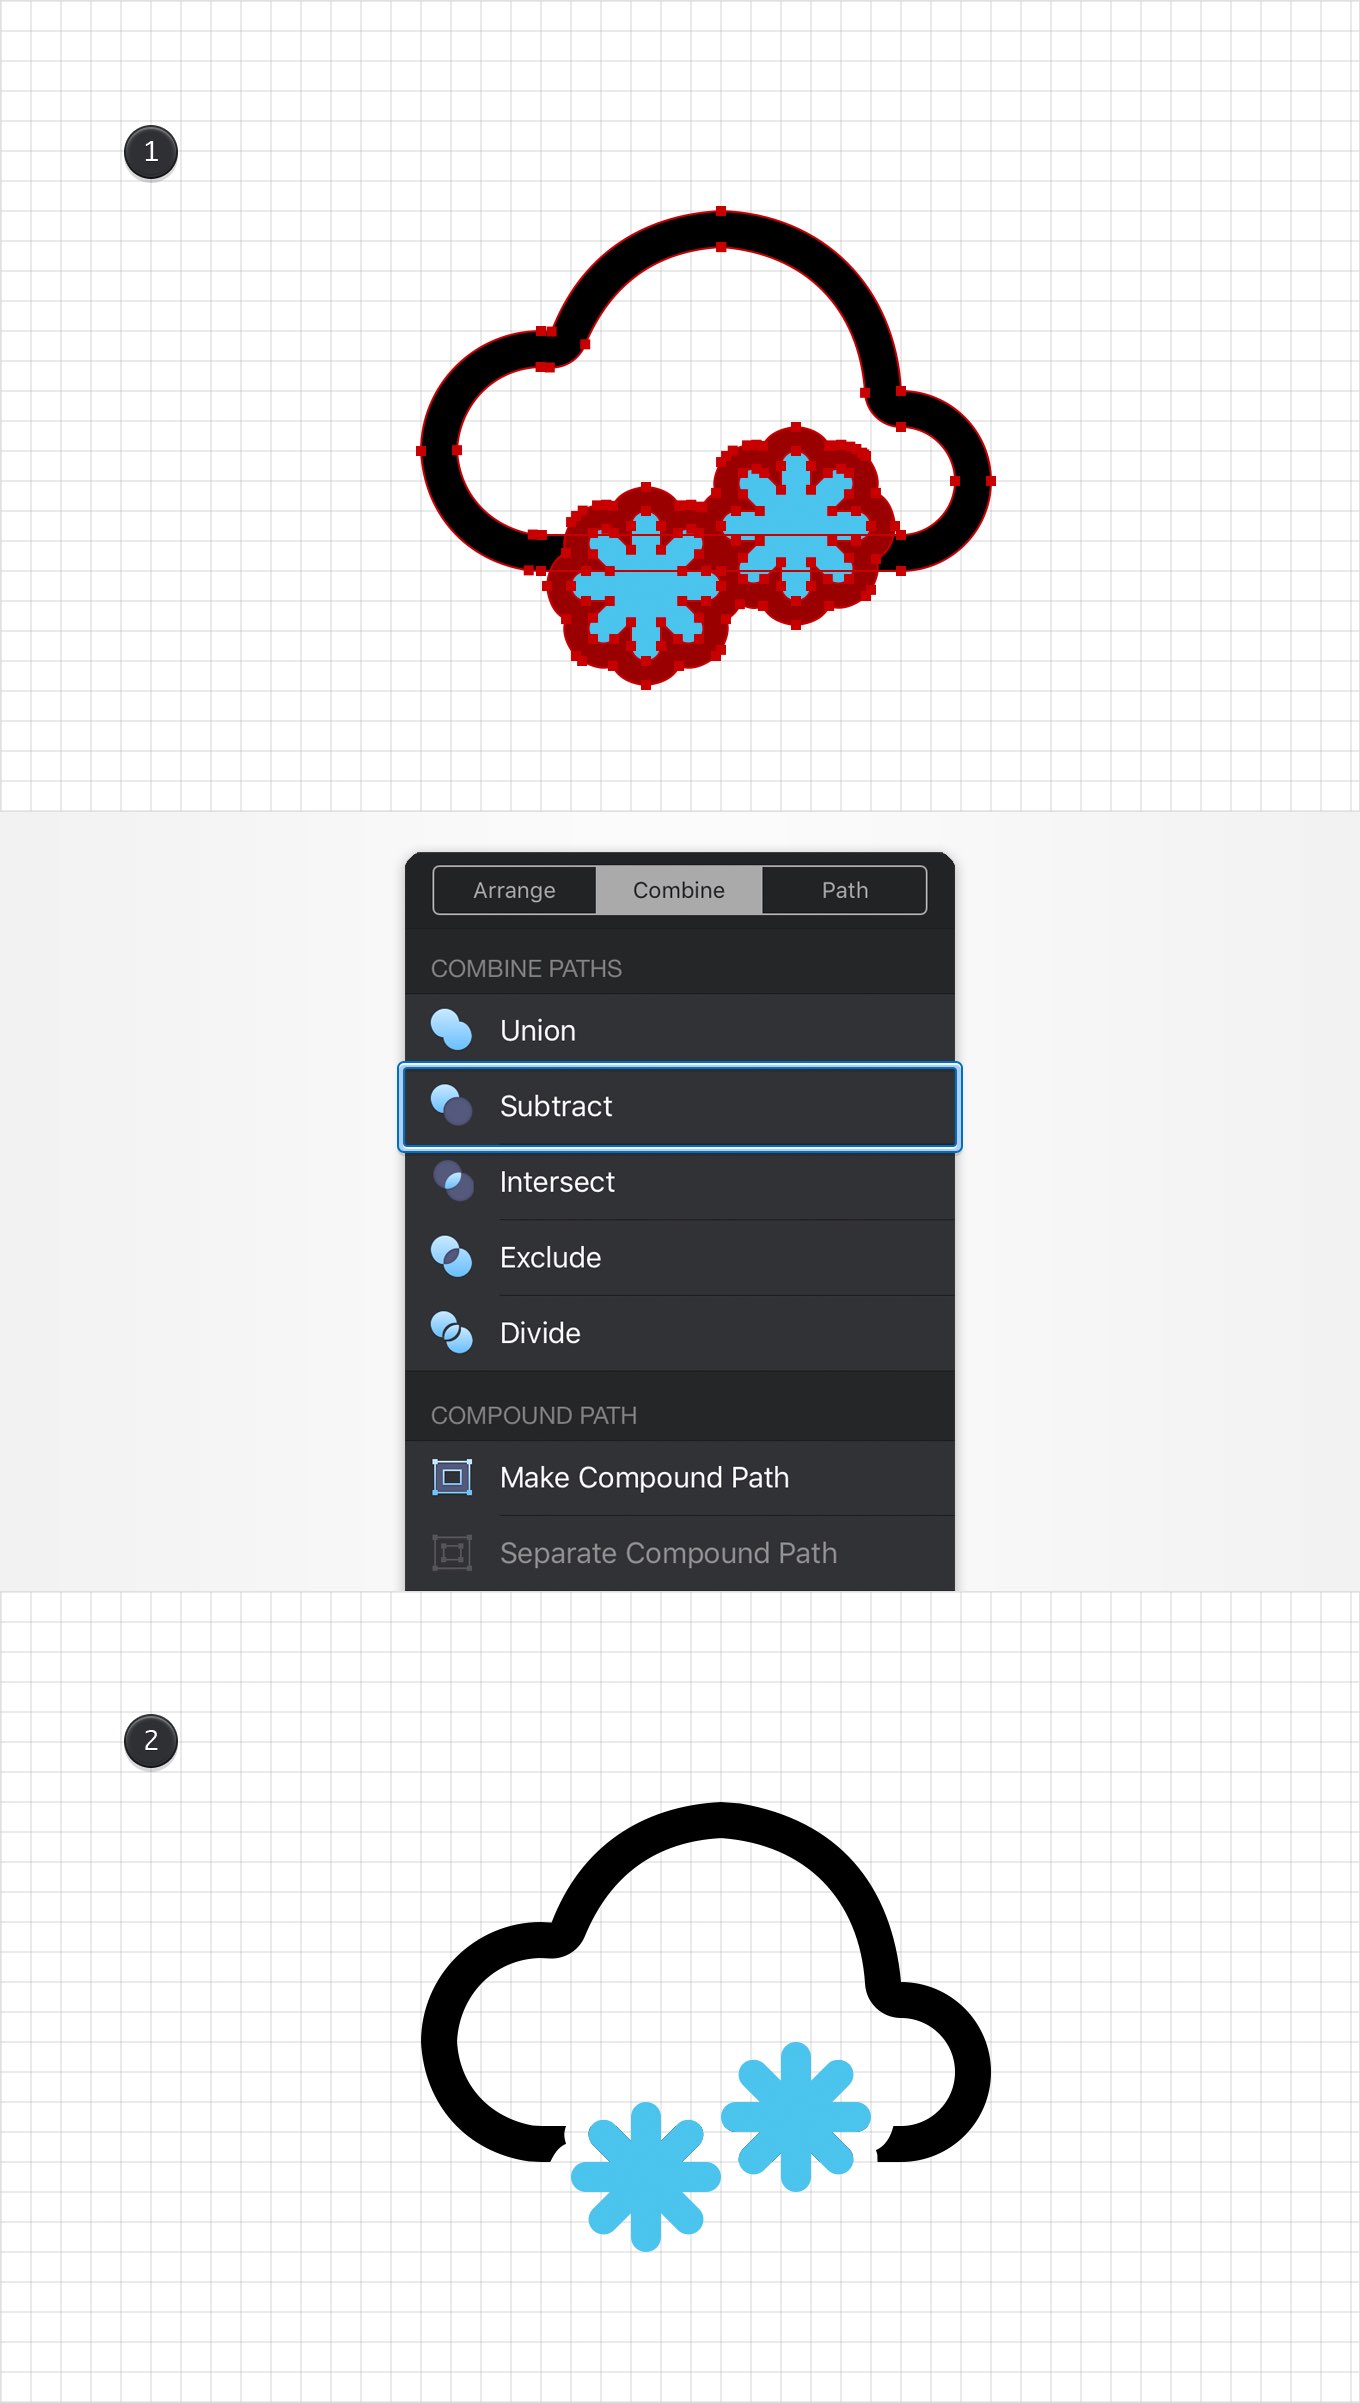 1
Arrange Combine Path
COMBINE PATHS
Union
Subtract
Intersect
Exclude
Divide
COMPOUND PATH
Make Compound Path
Separate Compound Path
2